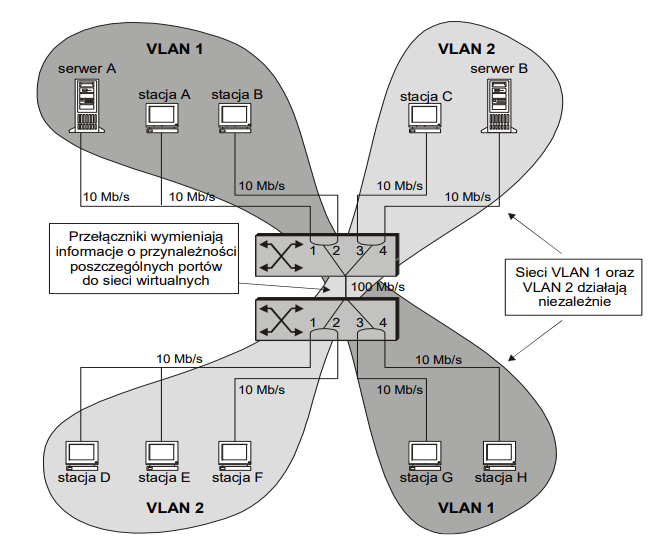 VLAN 1
VLAN 2
serwer A
serwer B
stacja A
stacja B
stacja C
10 Mb/s
10 Mb/s
10 Mb/s
10 Mb/s
10 Mb/s
Przełączniki wymieniają
informacje o przynależności
poszczególnych portów
do sieci wirtualnych
1 2 3 4
100 Mb/s
Sieci VLAN 1 oraz
VLAN 2 działają
niezależnie
1 2 3 4
10 Mb/s
10 Mb/s
10 Mb/s
10 Mb/s
stacja D
stacja E
stacja F
stacja G
stacja H
VLAN 2
VLAN 1